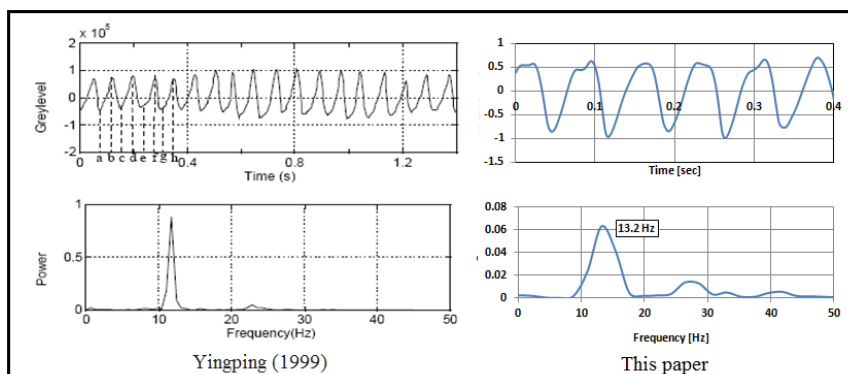 × 10⁵
2
1
0
-1
-2
Greylevel
a b c d e f g h
0 0.4 0.8 1.2
Time (s)
1
0.5
0
Power
0 10 20 30 40 50
Frequency(Hz)
Yingping (1999)
1
0.5
0
-0.5
-1
-1.5
0 0.1 0.2 0.3 0.4
Time [sec]
0.08
0.06
0.04
0.02
0
13.2 Hz
0 10 20 30 40 50
Frequency [Hz]
This paper